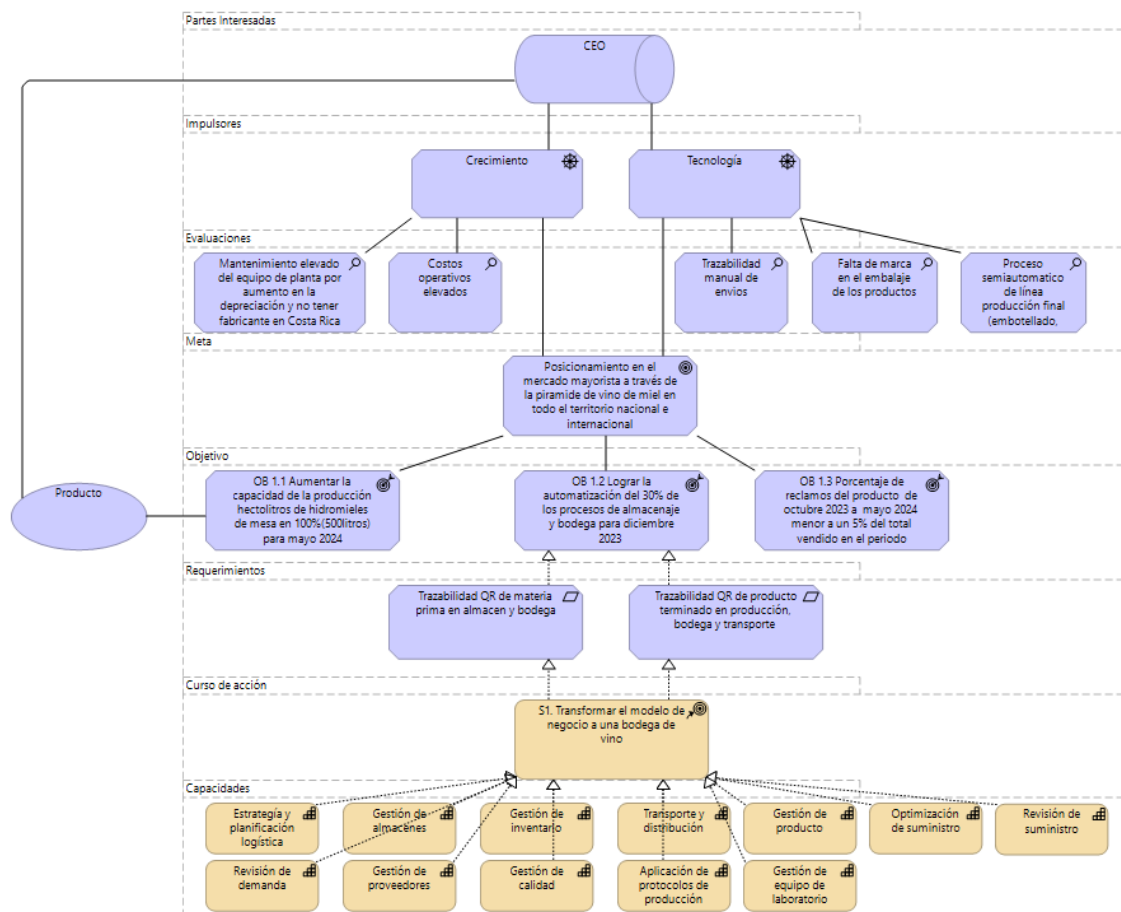 Partes Interesadas
CEO
Impulsores
Crecimiento
Tecnología
Evaluaciones
Mantenimiento elevado
del equipo de planta por
aumento en la
depreciación y no tener
fabricante en Costa Rica
Costos
operativos
elevados
Trazabilidad
manual de
envios
Falta de marca
en el embalaje
de los productos
Proceso
semiautomatico
de línea
producción final
(embotellado,
Meta
Posicionamiento en el
mercado mayorista a través de
la piramide de vino de miel en
todo el territorio nacional e
internacional
Objetivo
Producto
OB 1.1 Aumentar la
capacidad de la producción
hectolitros de hidromieles
de mesa en 100%(500litros)
para mayo 2024
OB 1.2 Lograr la
automatización del 30% de
los procesos de almacenaje
y bodega para diciembre
2023
OB 1.3 Porcentaje de
reclamos del producto de
octubre 2023 a mayo 2024
menor a un 5% del total
vendido en el periodo
Requerimientos
Trazabilidad QR de materia
prima en almacen y bodega
Trazabilidad QR de producto
terminado en producción,
bodega y transporte
Curso de acción
S1. Transformar el modelo de
negocio a una bodega de
vino
Capacidades
Estrategía y
planificación
logística
Gestión de
almacenes
Gestión de
inventario
Transporte y
distribución
Gestión de
producto
Optimización
de suministro
Revisión de
suministro
Revisión de
demanda
Gestión de
proveedores
Gestión de
calidad
Aplicación de
protocolos de
producción
Gestión de
equipo de
laboratorio